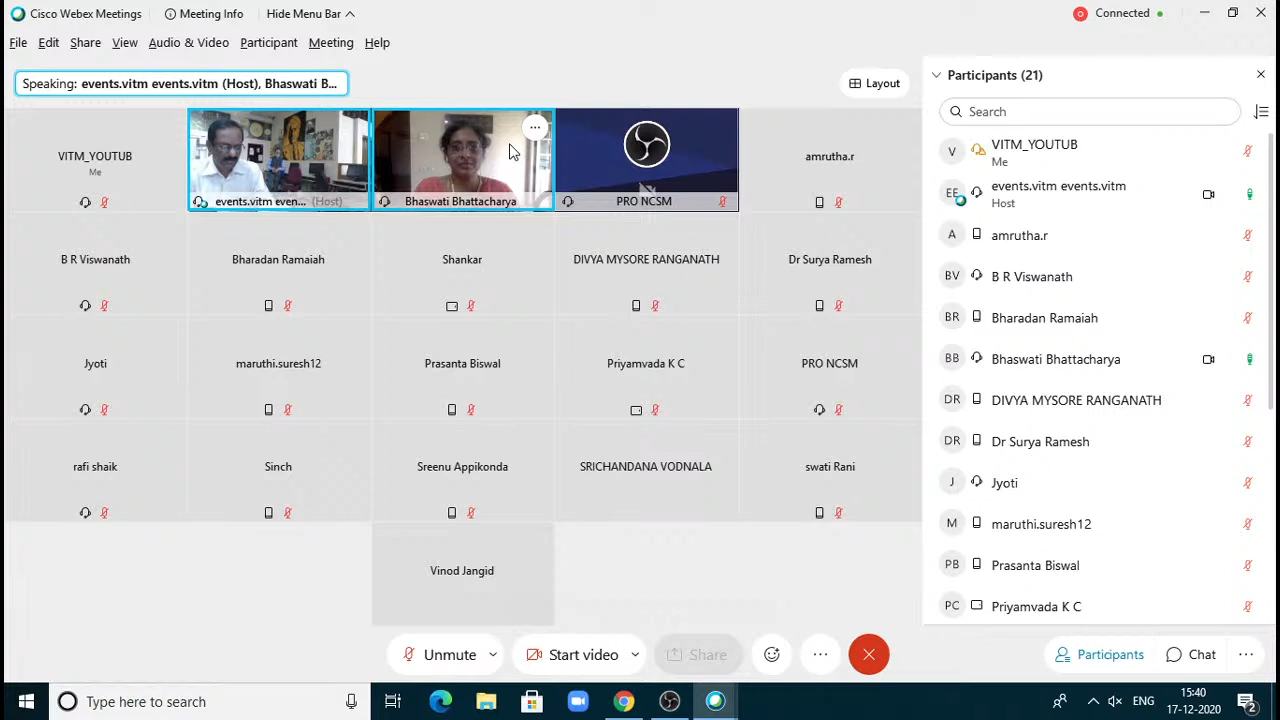 Cisco Webex Meetings
Meeting Info
Hide Menu Bar
Connected
File Edit Share View Audio & Video Participant Meeting Help
Speaking: events.vitm events.vitm (Host), Bhaswati B...
Layout
VITM_YOUTUB
Me
events.vitm even... (Host)
Bhaswati Bhattacharya
PRO NCSM
amrutha.r
B R Viswanath
Bharadan Ramaiah
Shankar
DIVYA MYSORE RANGANATH
Dr Surya Ramesh
Jyoti
maruthi.suresh12
Prasanta Biswal
Priyamvada K C
PRO NCSM
rafi shaik
Sinch
Sreenu Appikonda
SRICHANDANA VODNALA
swati Rani
Vinod Jangid
Participants (21)
Search
V VITM_YOUTUB
Me
EE events.vitm events.vitm
Host
A amrutha.r
BV B R Viswanath
BR Bharadan Ramaiah
BB Bhaswati Bhattacharya
DR DIVYA MYSORE RANGANATH
DR Dr Surya Ramesh
J Jyoti
M maruthi.suresh12
PB Prasanta Biswal
PC Priyamvada K C
Unmute
Start video
Share
Participants
Chat
Type here to search
ENG
15:40
17-12-2020
2